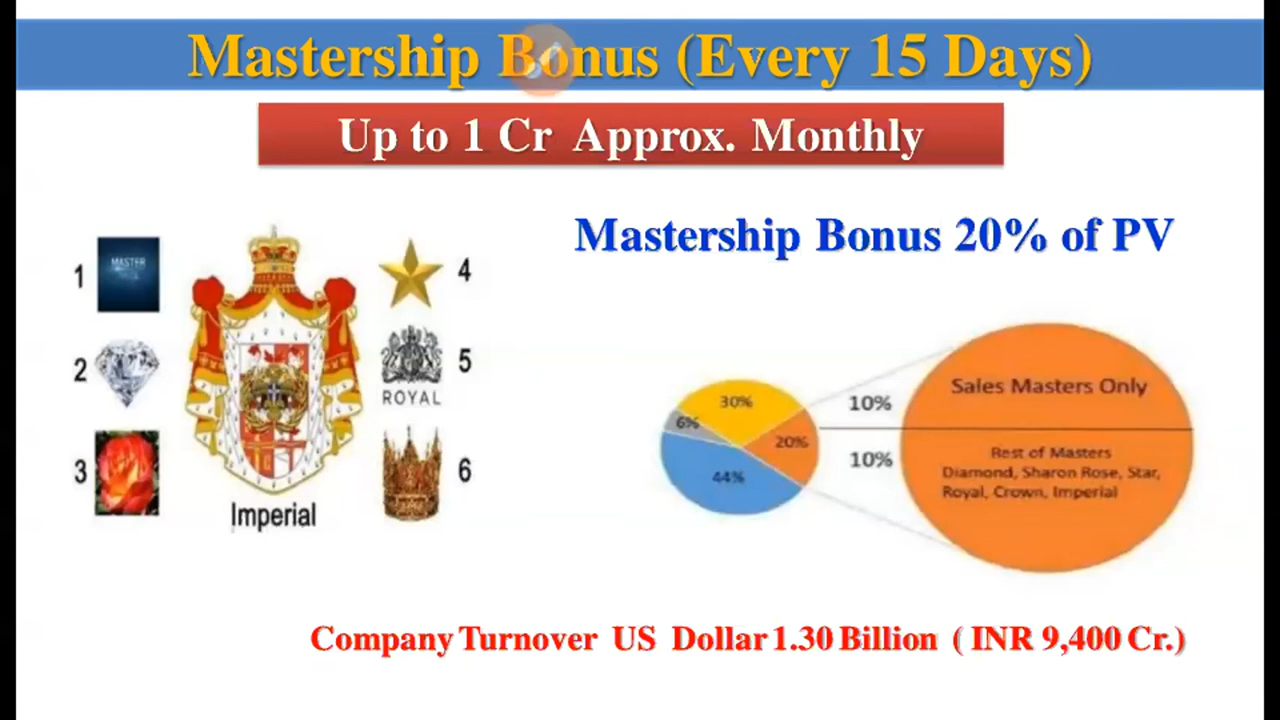 Mastership Bonus (Every 15 Days)
Up to 1 Cr Approx. Monthly
Mastership Bonus 20% of PV
1
MASTER
2
3
Imperial
4
5
ROYAL
6
30%
6%
20%
44%
10%
10%
Sales Masters Only
Rest of Masters
Diamond, Sharon Rose, Star,
Royal, Crown, Imperial
Company Turnover US Dollar 1.30 Billion ( INR 9,400 Cr.)